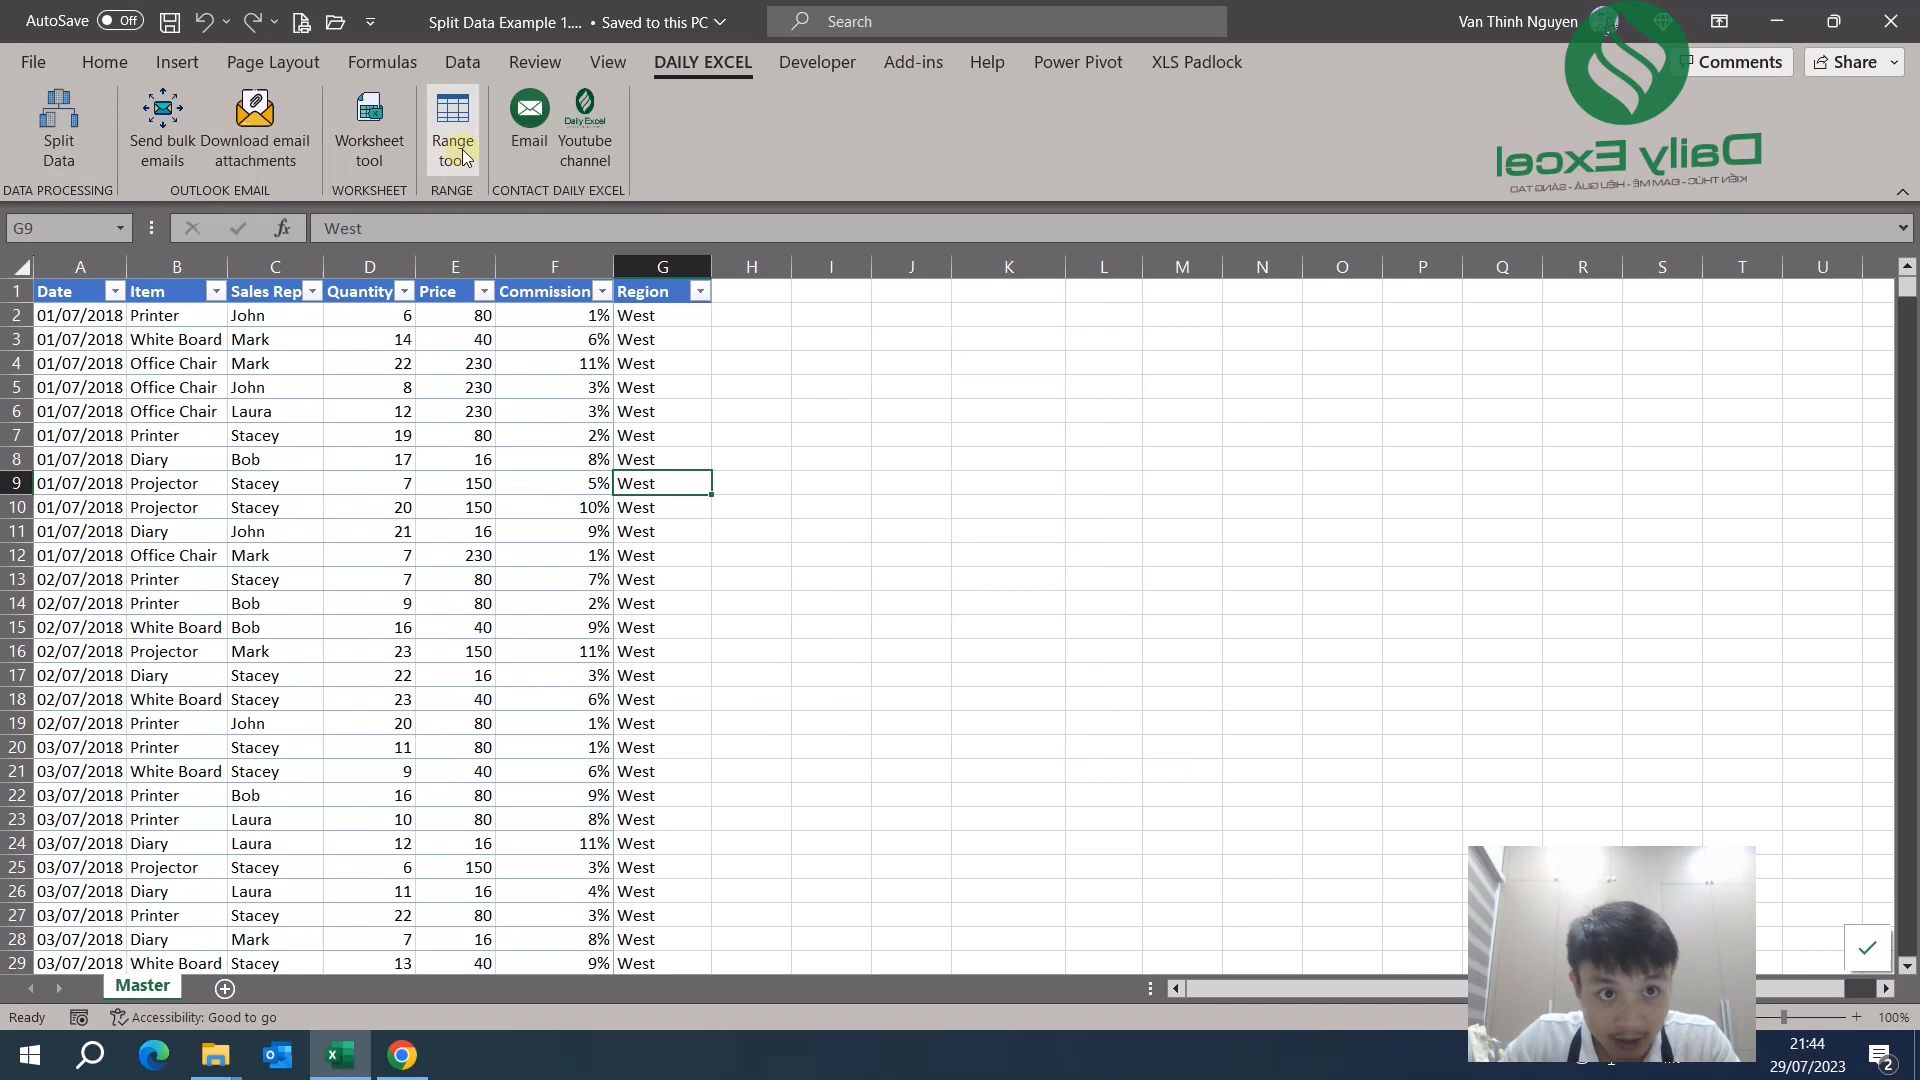 AutoSave Off Split Data Example 1.... • Saved to this PC Search Van Thinh Nguyen
File Home Insert Page Layout Formulas Data Review View DAILY EXCEL Developer Add-ins Help Power Pivot XLS Padlock Comments Share
Split Data
Send bulk emails
Download email attachments
Worksheet tool
Range tool
Email
Daily Excel
Youtube channel
DATA PROCESSING OUTLOOK EMAIL WORKSHEET RANGE CONTACT DAILY EXCEL
Daily Excel
KIẾN THỨC - ĐAM MÊ - HIỆU QUẢ - SÁNG TẠO
G9 fx West
A B C D E F G H I J K L M N O P Q R S T U
1 Date Item Sales Rep Quantity Price Commission Region
2 01/07/2018 Printer John 6 80 1% West
3 01/07/2018 White Board Mark 14 40 6% West
4 01/07/2018 Office Chair Mark 22 230 11% West
5 01/07/2018 Office Chair John 8 230 3% West
6 01/07/2018 Office Chair Laura 12 230 3% West
7 01/07/2018 Printer Stacey 19 80 2% West
8 01/07/2018 Diary Bob 17 16 8% West
9 01/07/2018 Projector Stacey 7 150 5% West
10 01/07/2018 Projector Stacey 20 150 10% West
11 01/07/2018 Diary John 21 16 9% West
12 01/07/2018 Office Chair Mark 7 230 1% West
13 02/07/2018 Printer Stacey 7 80 7% West
14 02/07/2018 Printer Bob 9 80 2% West
15 02/07/2018 White Board Bob 16 40 9% West
16 02/07/2018 Projector Mark 23 150 11% West
17 02/07/2018 Diary Stacey 22 16 3% West
18 02/07/2018 White Board Stacey 23 40 6% West
19 02/07/2018 Printer John 20 80 1% West
20 03/07/2018 Printer Stacey 11 80 1% West
21 03/07/2018 White Board Stacey 9 40 6% West
22 03/07/2018 Printer Bob 16 80 9% West
23 03/07/2018 Printer Laura 10 80 8% West
24 03/07/2018 Diary Laura 12 16 11% West
25 03/07/2018 Projector Stacey 6 150 3% West
26 03/07/2018 Diary Laura 11 16 4% West
27 03/07/2018 Printer Stacey 22 80 3% West
28 03/07/2018 Diary Mark 7 16 8% West
29 03/07/2018 White Board Stacey 13 40 9% West
Master
Ready Accessibility: Good to go 100%
21:44
29/07/2023
2